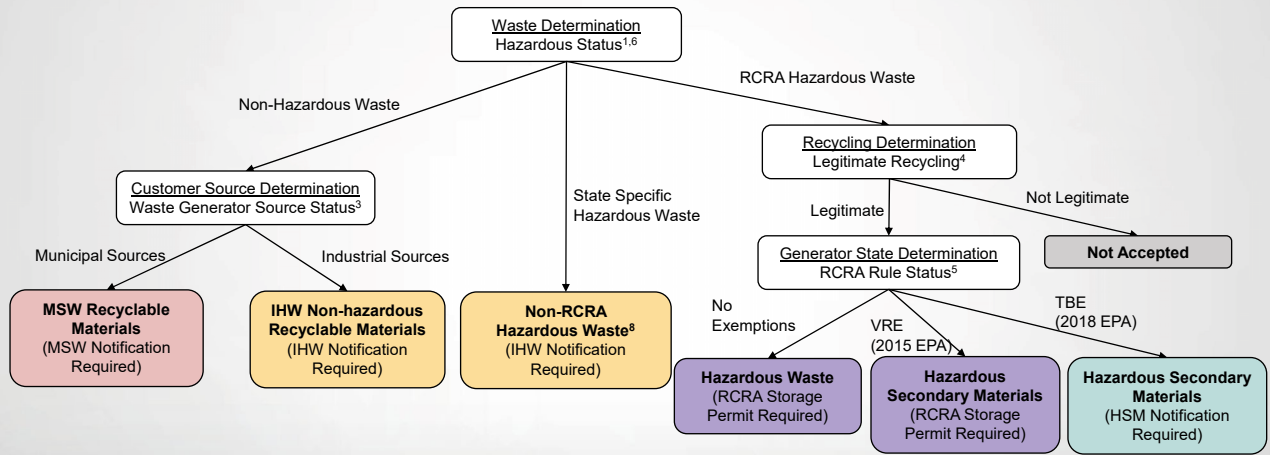 Waste Determination
Hazardous Status1,6
Non-Hazardous Waste
RCRA Hazardous Waste
Customer Source Determination
Waste Generator Source Status3
State Specific
Hazardous Waste
Recycling Determination
Legitimate Recycling4
Legitimate
Not Legitimate
Municipal Sources
Industrial Sources
Generator State Determination
RCRA Rule Status5
Not Accepted
MSW Recyclable
Materials
(MSW Notification
Required)
IHW Non-hazardous
Recyclable Materials
(IHW Notification
Required)
Non-RCRA
Hazardous Waste8
(IHW Notification
Required)
No
Exemptions
VRE
(2015 EPA)
TBE
(2018 EPA)
Hazardous Waste
(RCRA Storage
Permit Required)
Hazardous
Secondary Materials
(RCRA Storage
Permit Required)
Hazardous Secondary
Materials
(HSM Notification
Required)